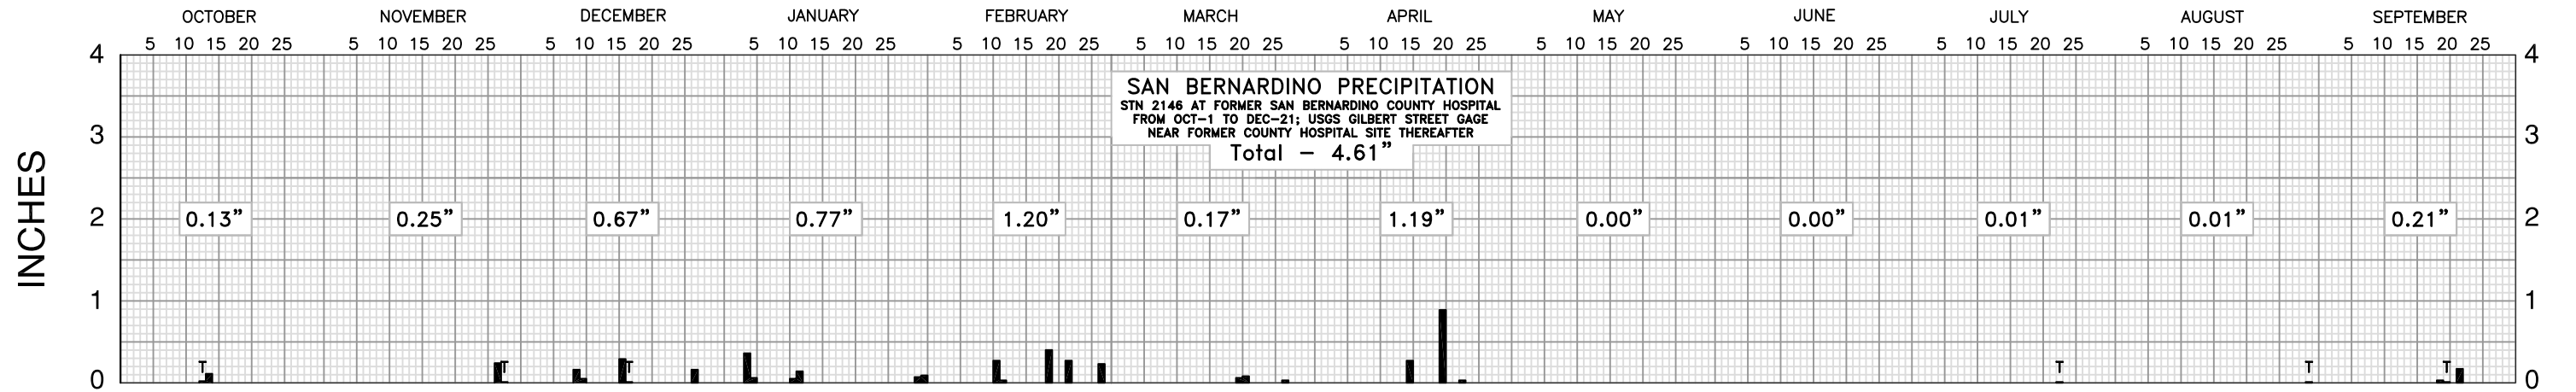 OCTOBER NOVEMBER DECEMBER JANUARY FEBRUARY MARCH APRIL MAY JUNE JULY AUGUST SEPTEMBER
5 10 15 20 25 5 10 15 20 25 5 10 15 20 25 5 10 15 20 25 5 10 15 20 25 5 10 15 20 25 5 10 15 20 25 5 10 15 20 25 5 10 15 20 25 5 10 15 20 25 5 10 15 20 25 5 10 15 20 25
4 4
SAN BERNARDINO PRECIPITATION
STN 2146 AT FORMER SAN BERNARDINO COUNTY HOSPITAL
FROM OCT-1 TO DEC-21; USGS GILBERT STREET GAGE
NEAR FORMER COUNTY HOSPITAL SITE THEREAFTER
3 3
Total - 4.61"
INCHES
2 0.13" 0.25" 0.67" 0.77" 1.20" 0.17" 1.19" 0.00" 0.00" 0.01" 0.01" 0.21" 2
1 1
T T T T T T
0 0